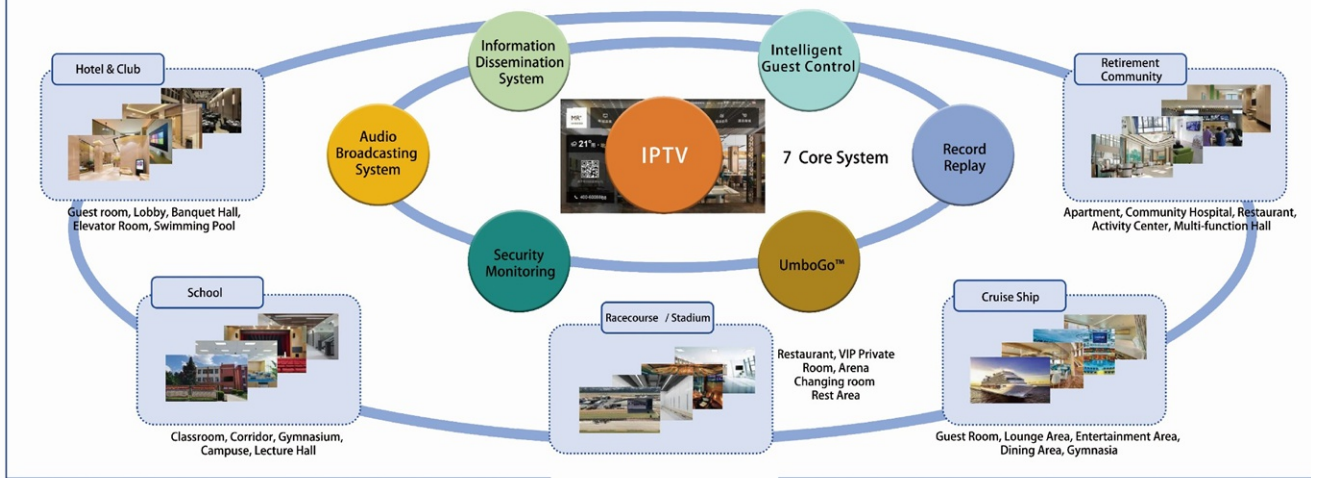 Information
Dissemination
System
Intelligent
Guest Control
Hotel & Club
Retirement
Community
Audio
Broadcasting
System
21°
IPTV
7 Core System
Record
Replay
Guest room, Lobby, Banquet Hall,
Elevator Room, Swimming Pool
Apartment, Community Hospital, Restaurant,
Activity Center, Multi-function Hall
Security
Monitoring
UmboGo™
School
Cruise Ship
Racecourse / Stadium
Restaurant, VIP Private
Room, Arena
Changing room
Rest Area
Classroom, Corridor, Gymnasium,
Campuse, Lecture Hall
Guest Room, Lounge Area, Entertainment Area,
Dining Area, Gymnasia